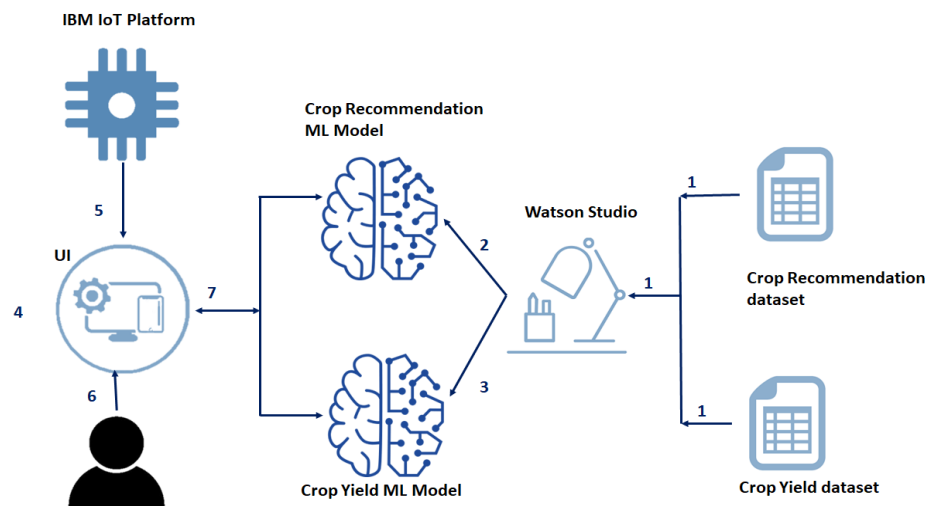 IBM IoT Platform
Crop Recommendation
ML Model
1
5
Watson Studio
2
UI
7
1
Crop Recommendation
dataset
4
6
3
1
Crop Yield ML Model
Crop Yield dataset